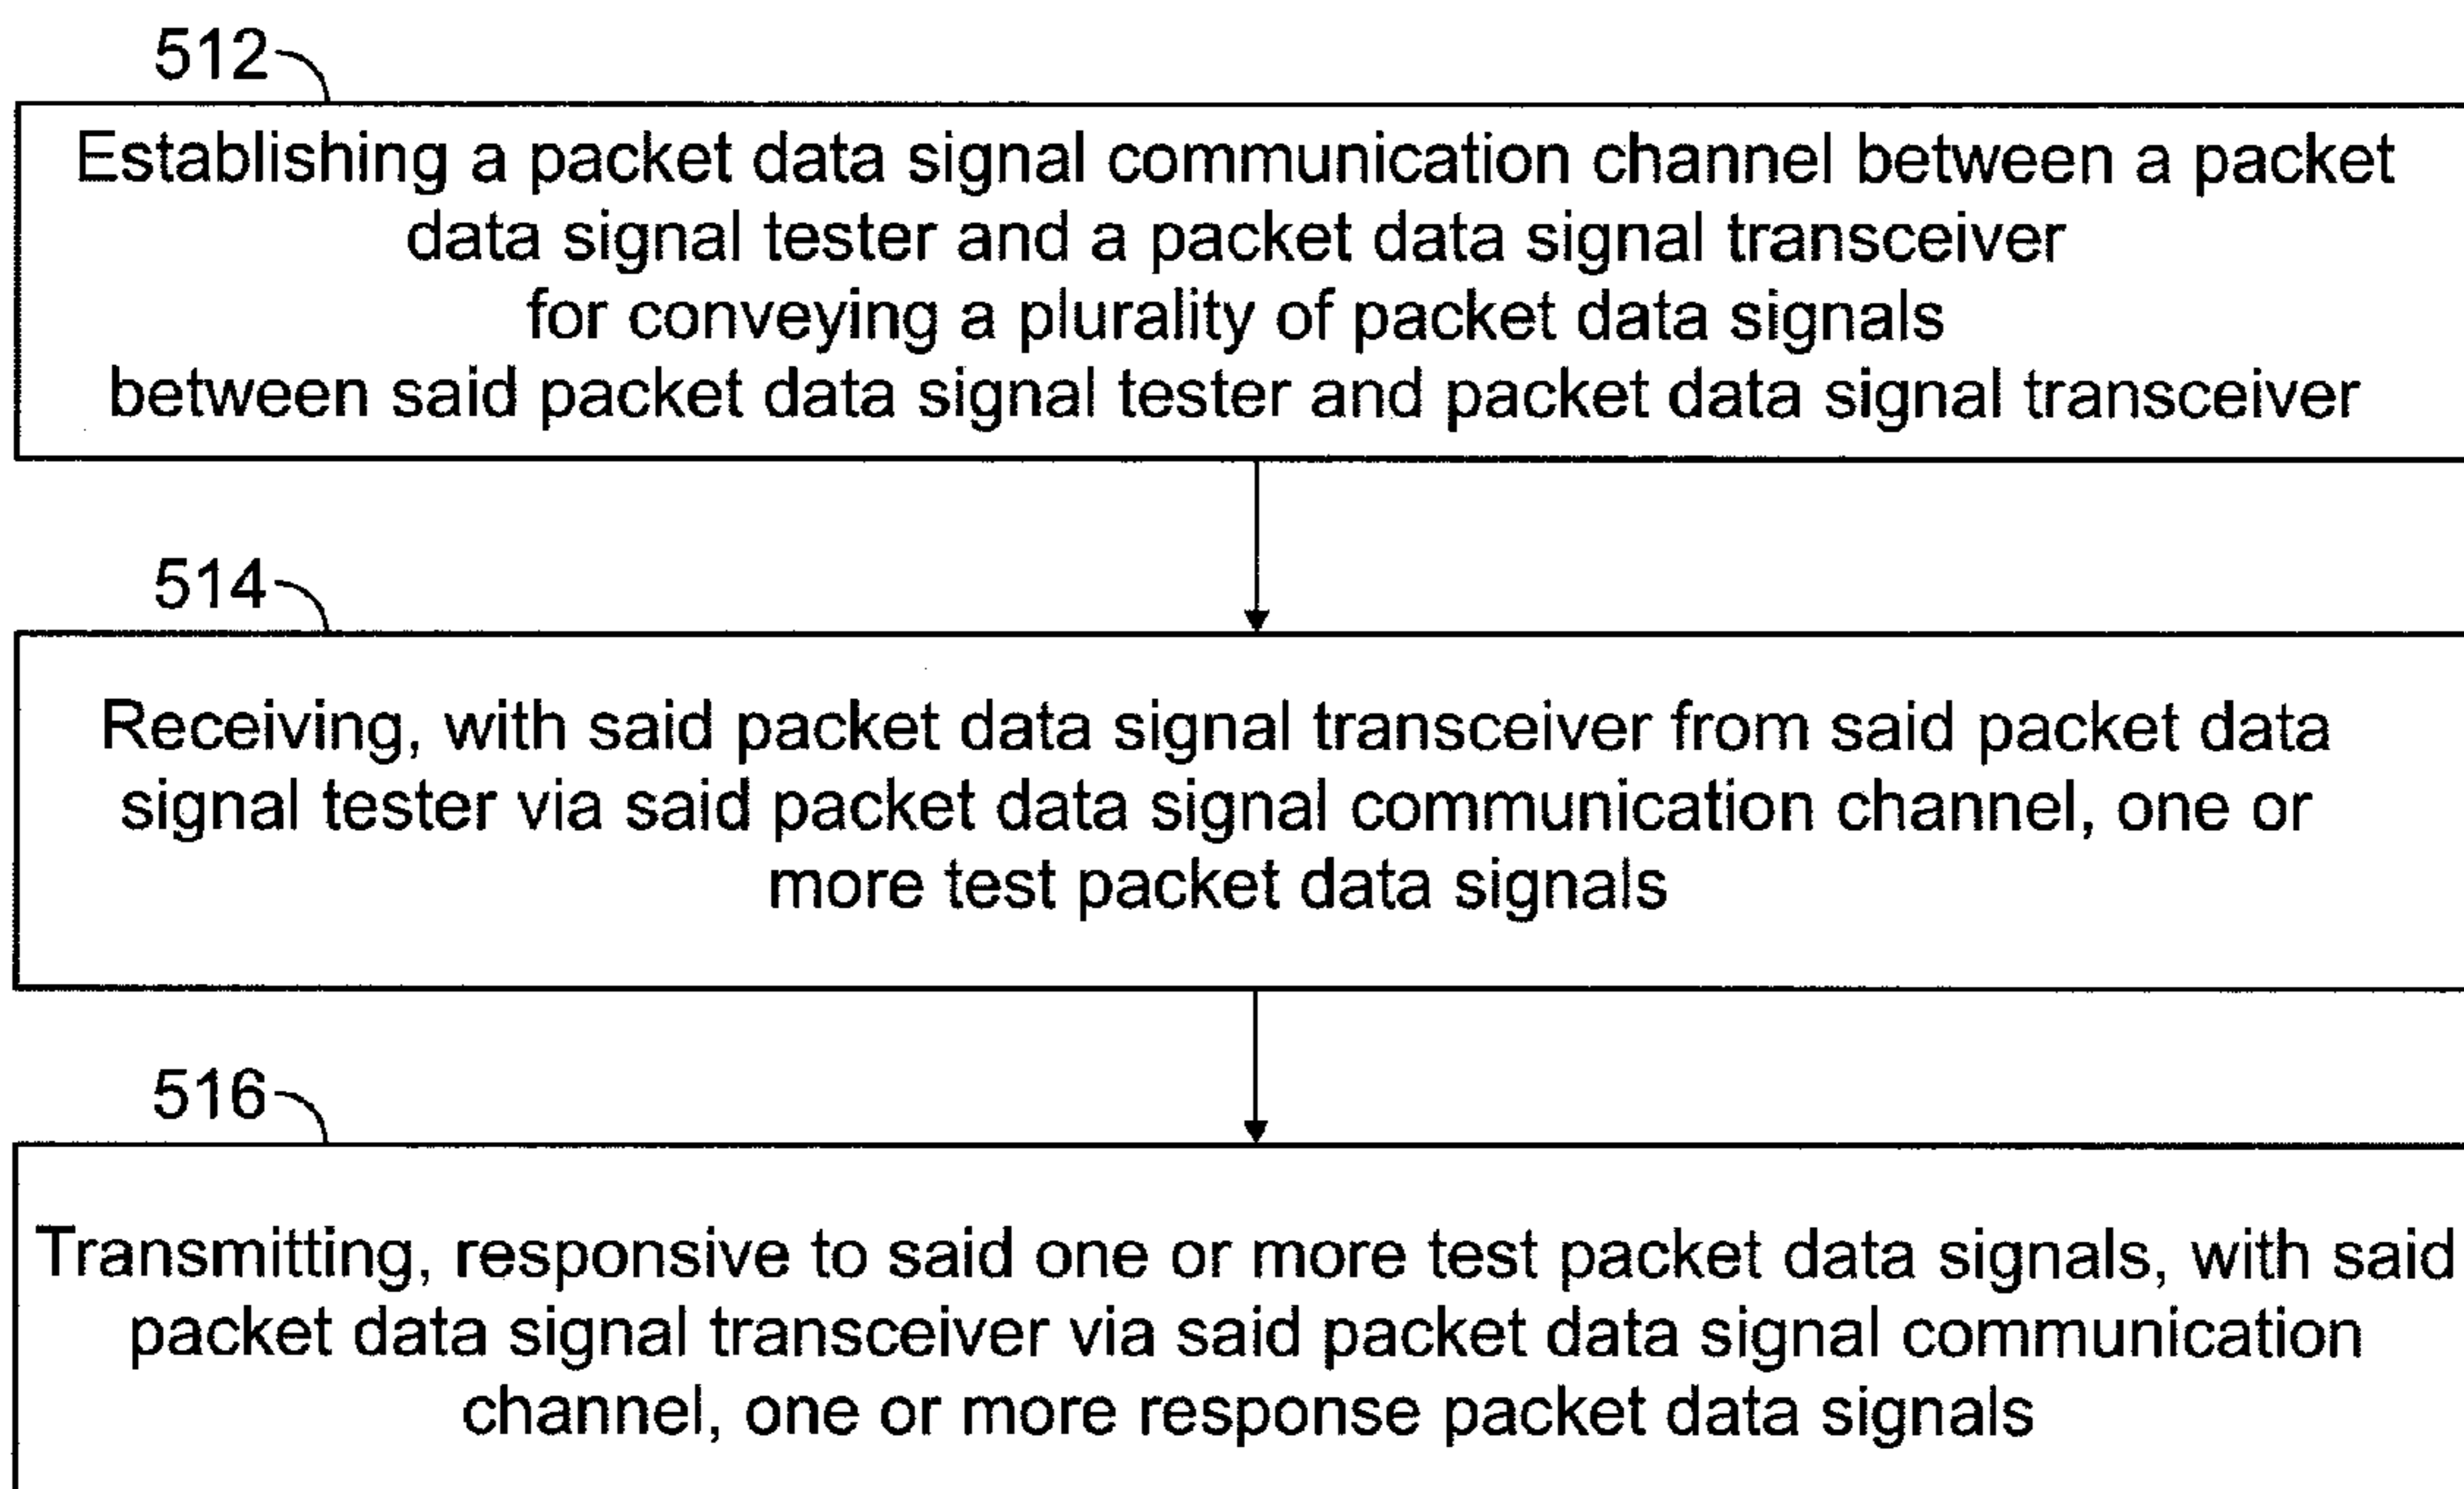 512
Establishing a packet data signal communication channel between a packet
data signal tester and a packet data signal transceiver
for conveying a plurality of packet data signals
between said packet data signal tester and packet data signal transceiver
514
Receiving, with said packet data signal transceiver from said packet data
signal tester via said packet data signal communication channel, one or
more test packet data signals
516
Transmitting, responsive to said one or more test packet data signals, with said
packet data signal transceiver via said packet data signal communication
channel, one or more response packet data signals